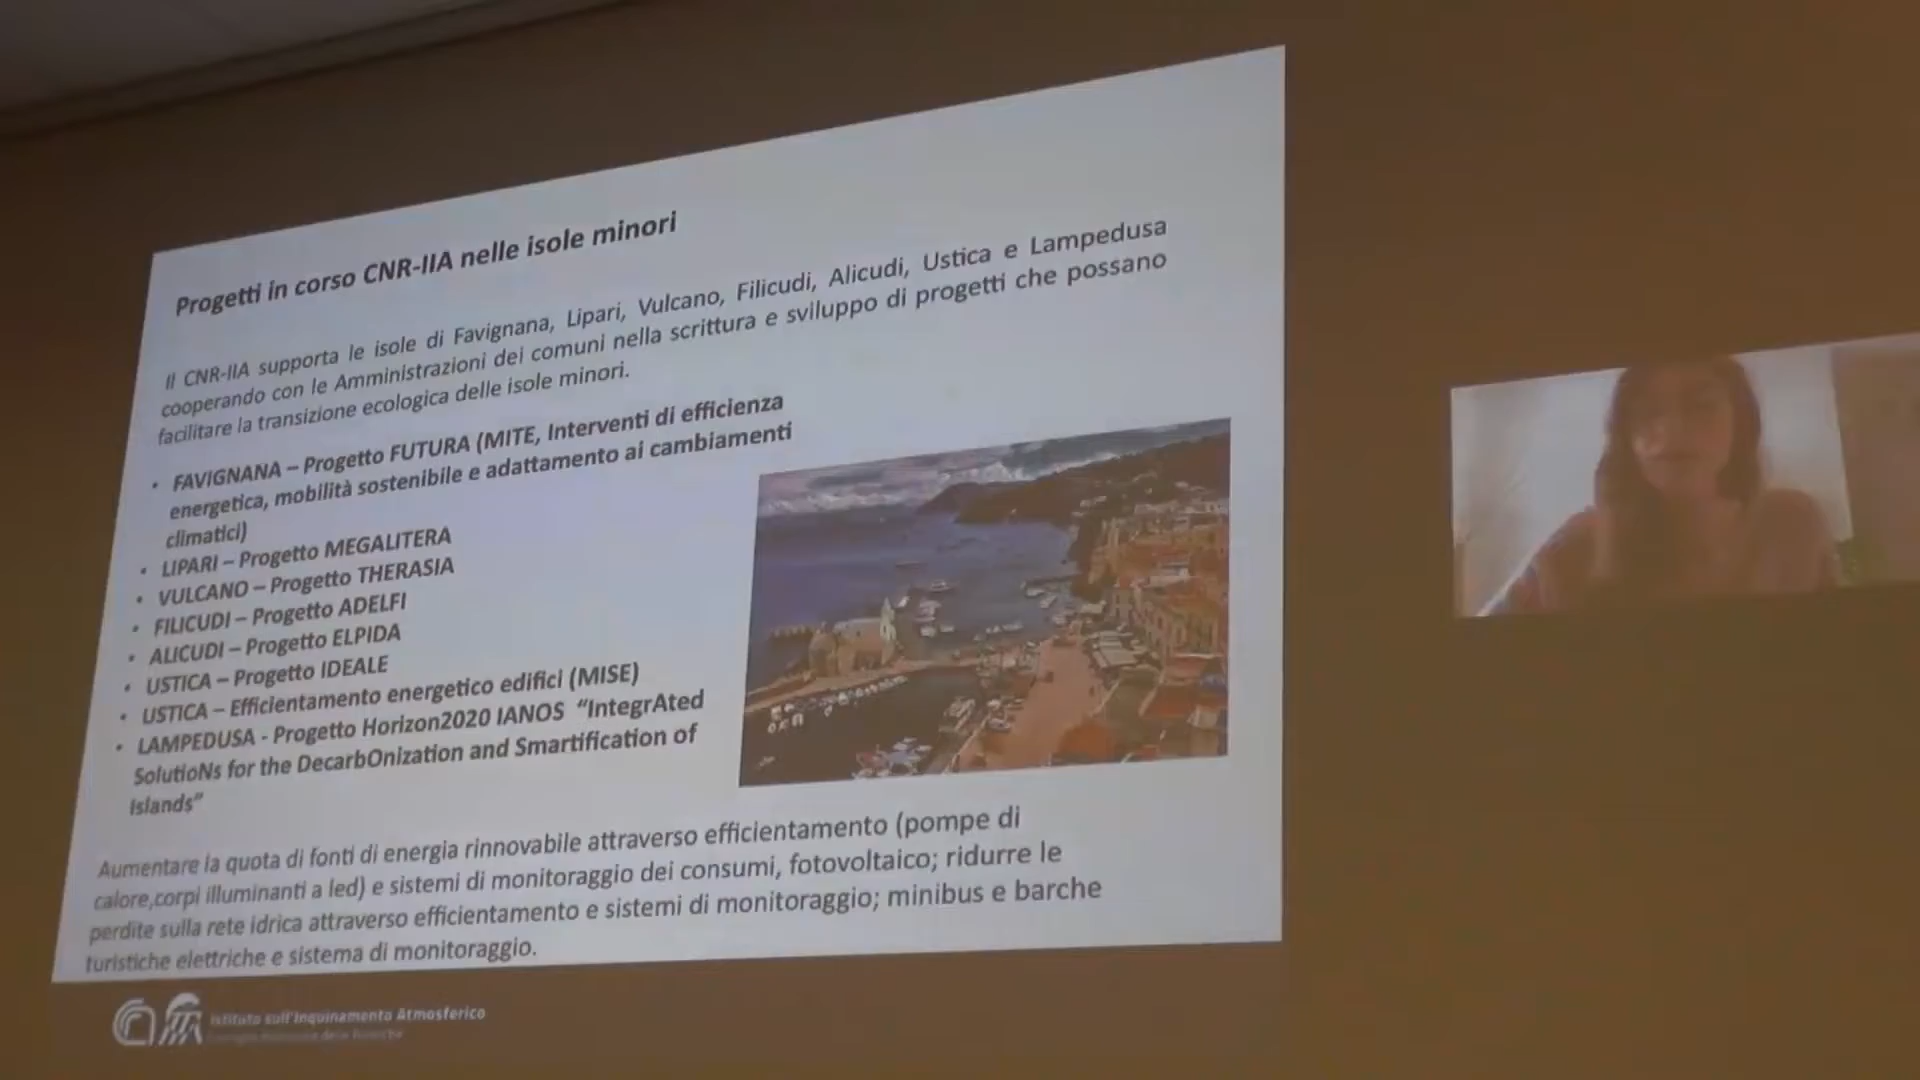 Progetti in corso CNR-IIA nelle isole minori
Il CNR-IIA supporta le isole di Favignana, Lipari, Vulcano, Filicudi, Alicudi, Ustica e Lampedusa
cooperando con le Amministrazioni dei comuni nella scrittura e sviluppo di progetti che possano
facilitare la transizione ecologica delle isole minori.
• FAVIGNANA – Progetto FUTURA (MITE, Interventi di efficienza
energetica, mobilità sostenibile e adattamento ai cambiamenti
climatici)
• LIPARI – Progetto MEGALITERA
• VULCANO – Progetto THERASIA
• FILICUDI – Progetto ADELFI
• ALICUDI – Progetto ELPIDA
• USTICA – Progetto IDEALE
• USTICA – Efficientamento energetico edifici (MISE)
• LAMPEDUSA - Progetto Horizon2020 IANOS “IntegrAted
SolutioNs for the DecarbOnization and Smartification of
Islands”
Aumentare la quota di fonti di energia rinnovabile attraverso efficientamento (pompe di
calore,corpi illuminanti a led) e sistemi di monitoraggio dei consumi, fotovoltaico; ridurre le
perdite sulla rete idrica attraverso efficientamento e sistemi di monitoraggio; minibus e barche
turistiche elettriche e sistema di monitoraggio.
Istituto sull'Inquinamento Atmosferico